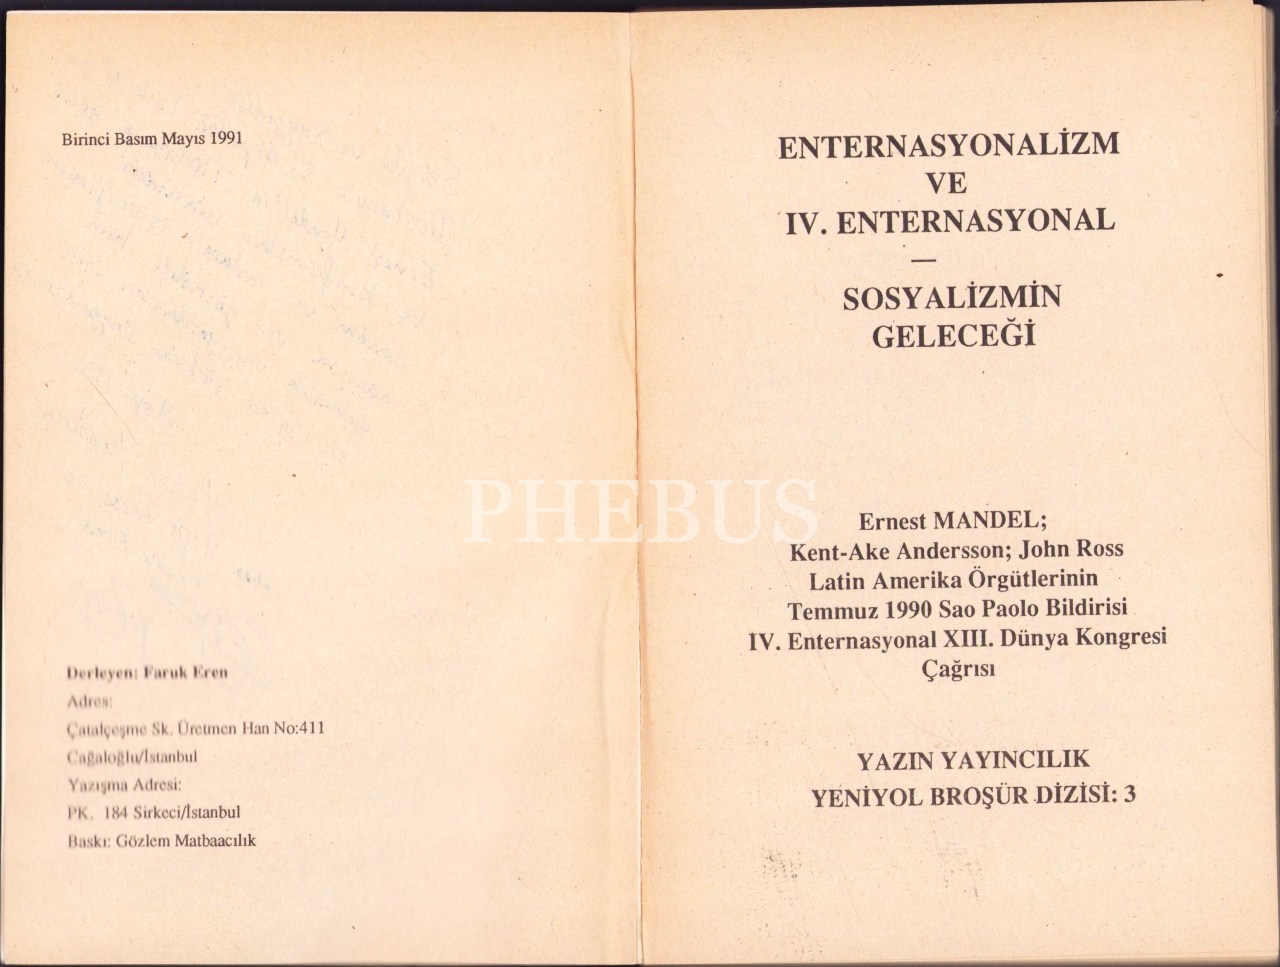 Birinci Basım Mayıs 1991
Derleyen: Faruk Eren
Adres:
Çatalçeşme Sk. Üretmen Han No:411
Cağaloğlu/İstanbul
Yazışma Adresi:
PK. 184 Sirkeci/İstanbul
Baskı: Gözlem Matbaacılık
ENTERNASYONALİZM
VE
IV. ENTERNASYONAL
—
SOSYALİZMİN
GELECEĞİ
Ernest MANDEL;
Kent-Ake Andersson; John Ross
Latin Amerika Örgütlerinin
Temmuz 1990 Sao Paolo Bildirisi
IV. Enternasyonal XIII. Dünya Kongresi
Çağrısı
YAZIN YAYINCILIK
YENİYOL BROŞÜR DİZİSİ: 3
PHEBUS